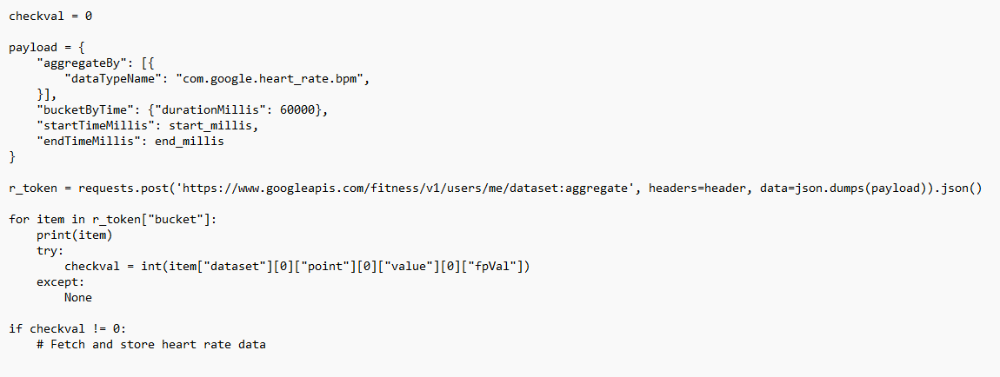 checkval = 0
payload = {
    "aggregateBy": [{
        "dataTypeName": "com.google.heart_rate.bpm",
    }],
    "bucketByTime": {"durationMillis": 60000},
    "startTimeMillis": start_millis,
    "endTimeMillis": end_millis
}
r_token = requests.post('https://www.googleapis.com/fitness/v1/users/me/dataset:aggregate', headers=header, data=json.dumps(payload)).json()
for item in r_token["bucket"]:
    print(item)
    try:
        checkval = int(item["dataset"][0]["point"][0]["value"][0]["fpVal"])
    except:
        None
if checkval != 0:
    # Fetch and store heart rate data